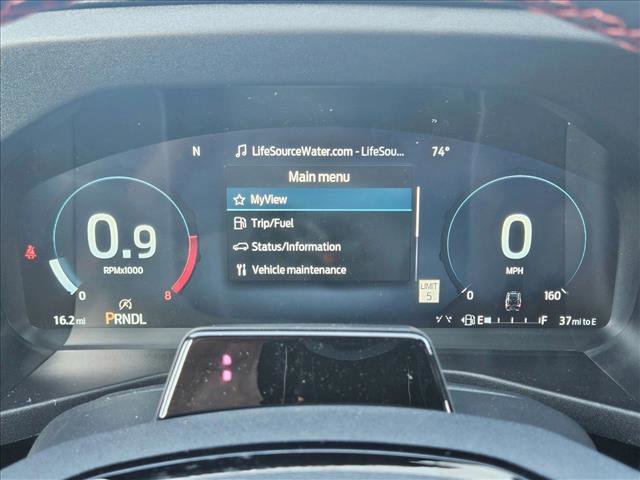 N LifeSourceWater.com - LifeSou... 74°
Main menu
MyView
Trip/Fuel
Status/Information
Vehicle maintenance
0.9
RPMx1000
0 8
0
MPH
0 160
LIMIT
5
16.2 mi PRNDL
E F 37 mi to E